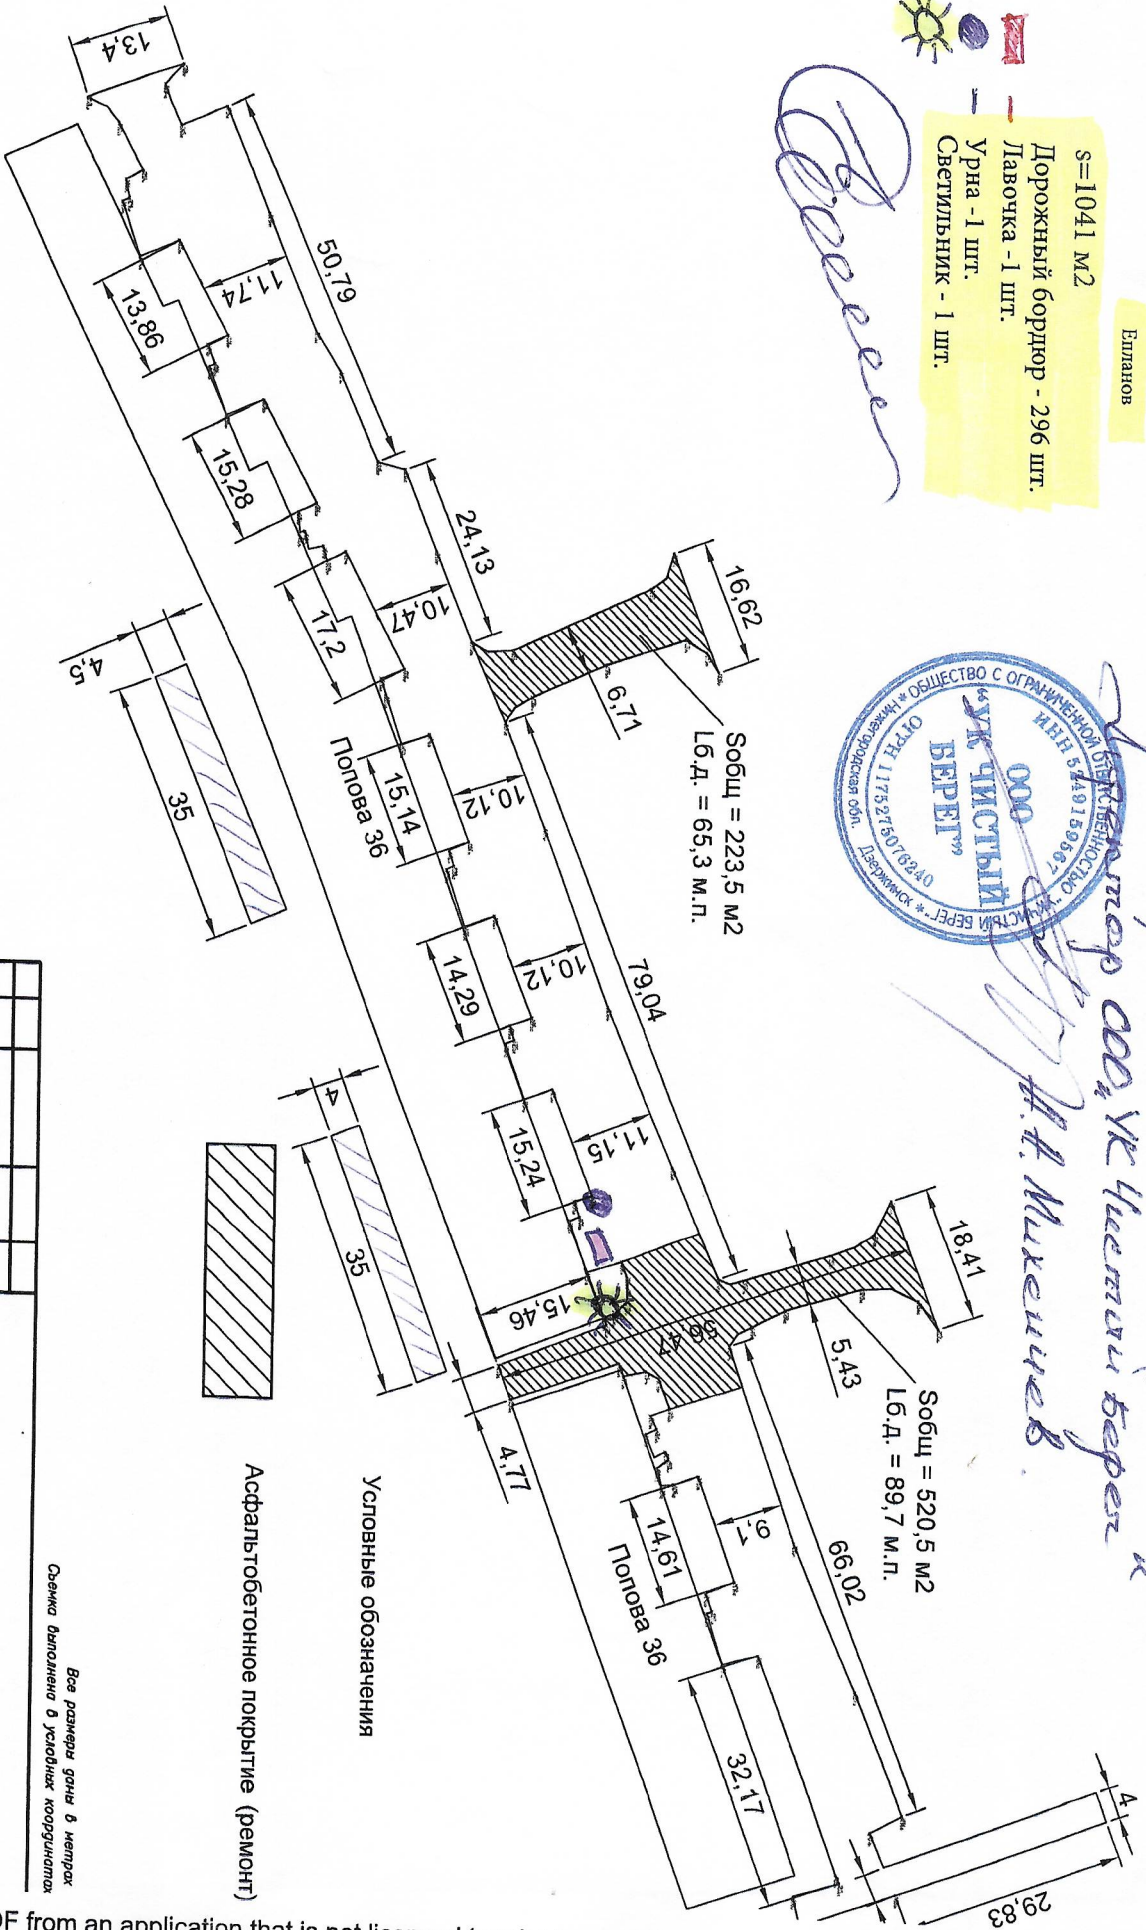 Епланов
s=1041 м2
Дорожный бордюр - 296 шт.
Лавочка -1 шт.
Урна -1 шт.
Светильник - 1 шт.
ООО "УК Чистый берег"
Н.А. Михеичев
ОБЩЕСТВО С ОГРАНИЧЕННОЙ ОТВЕТСТВЕННОСТЬЮ
"УК ЧИСТЫЙ БЕРЕГ"
* Нижегородская обл. Дзержинск *
ОГРН 1175275076240
ООО
"УК ЧИСТЫЙ
БЕРЕГ"
13,4
50,79
11,74
13,86
15,28
24,13
10,47
17,2
16,62
6,71
Sобщ = 223,5 м2
Lб.д. = 65,3 м.п.
4,5
35
15,14
Попова 36
10,12
79,04
14,29
10,12
15,24
11,15
4
35
15,46
56,47
4,77
18,41
5,43
Sобщ = 520,5 м2
Lб.д. = 89,7 м.п.
66,02
9,1
14,61
Попова 36
32,17
4
29,83
Условные обозначения
Асфальтобетонное покрытие (ремонт)
Все размеры даны в метрах
Съемка выполнена в условных координатах